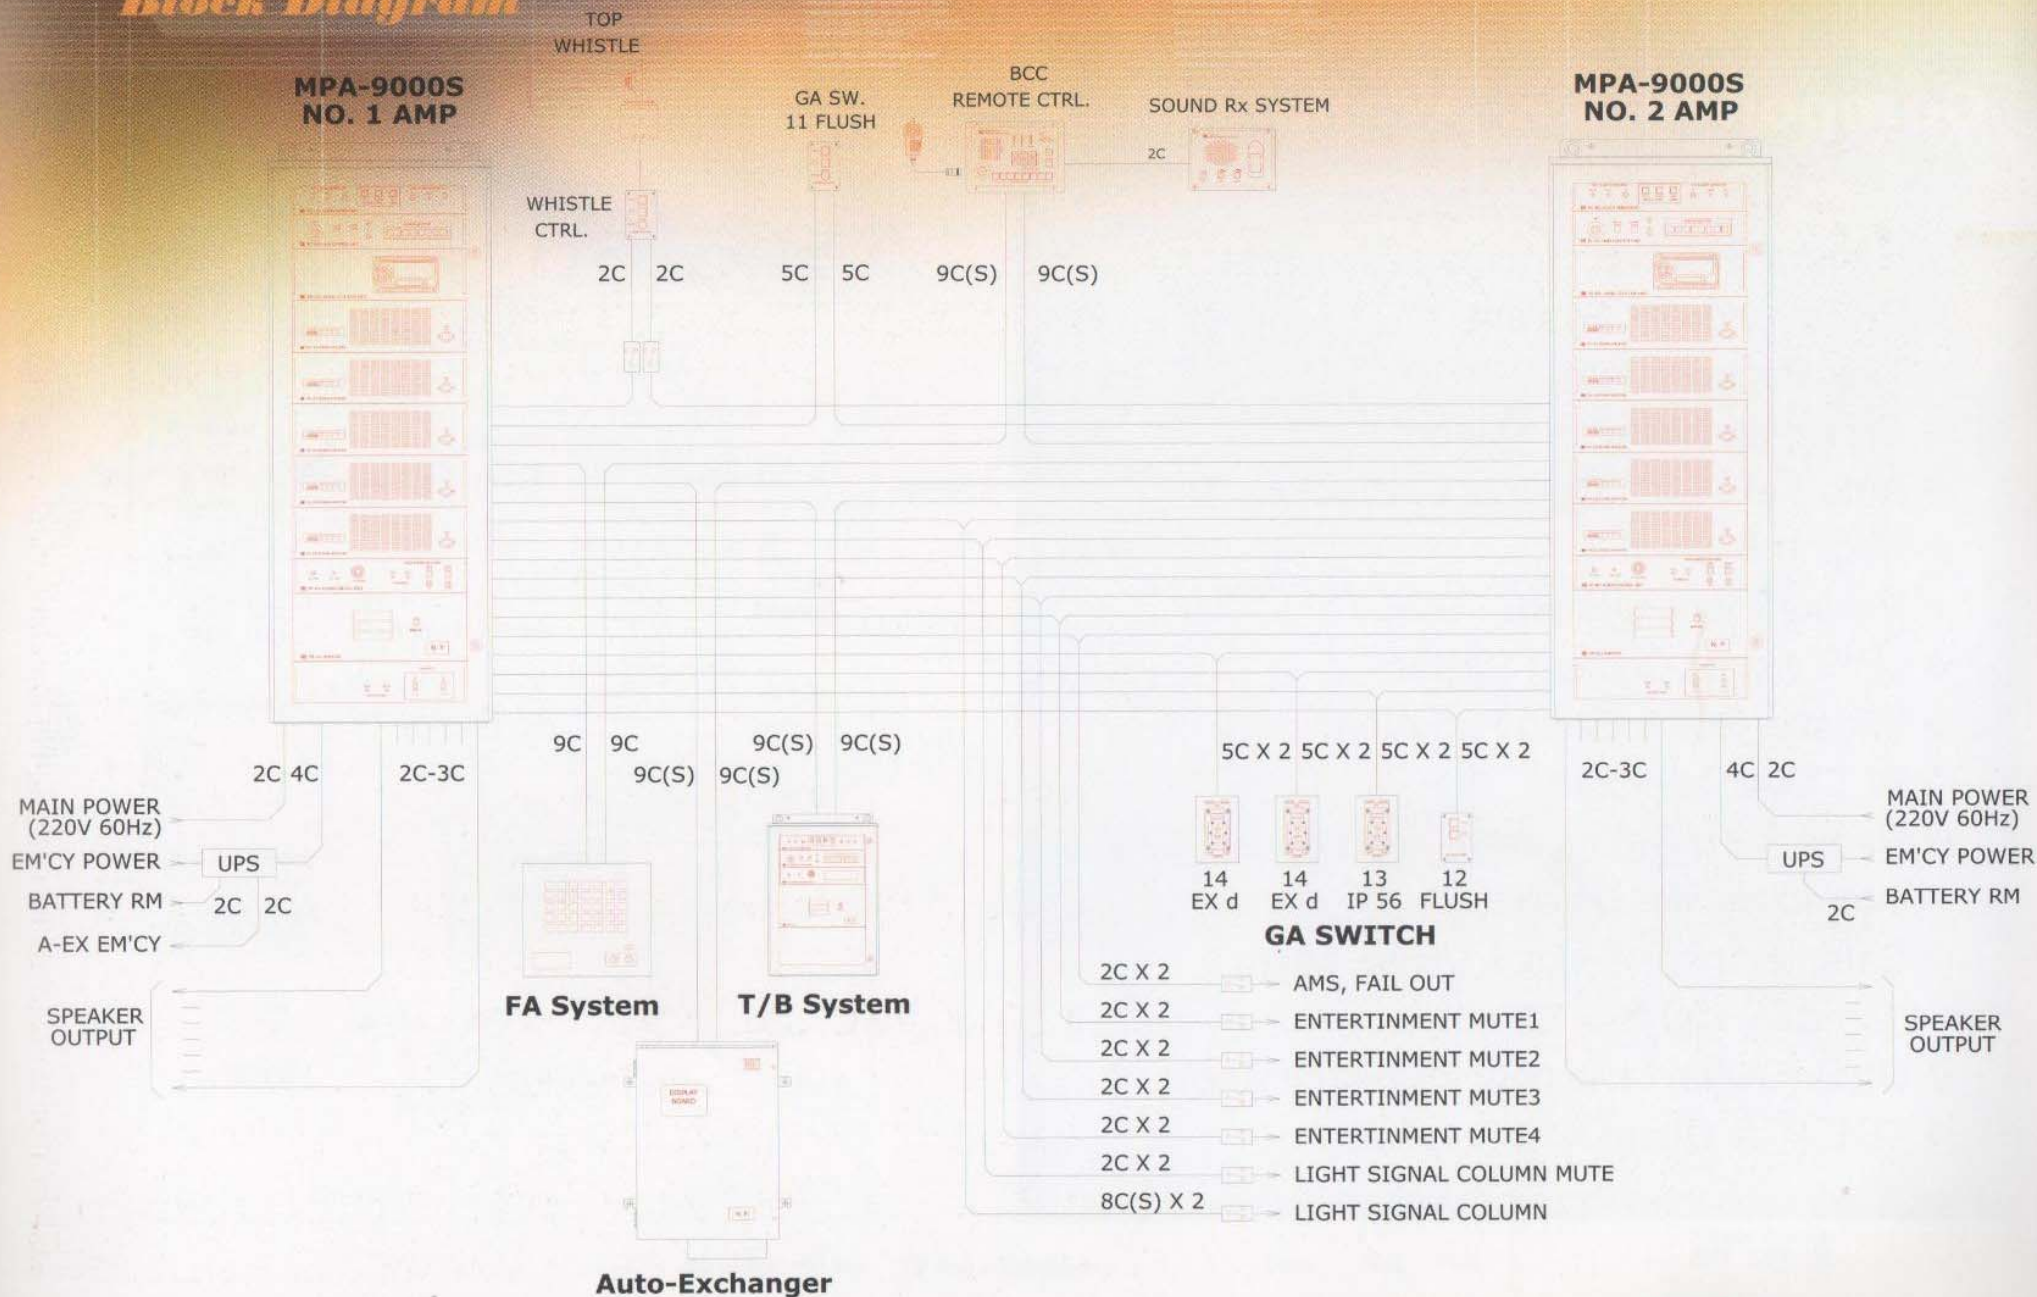 Block Diagram
TOP
WHISTLE
MPA-9000S
NO. 1 AMP
GA SW.
11 FLUSH
BCC
REMOTE CTRL.
SOUND Rx SYSTEM
MPA-9000S
NO. 2 AMP
2C
WHISTLE
CTRL.
2C 2C
5C 5C
9C(S) 9C(S)
9C 9C
9C(S) 9C(S)
9C(S) 9C(S)
5C X 2 5C X 2 5C X 2 5C X 2
2C 4C
2C-3C
MAIN POWER
(220V 60Hz)
EM'CY POWER
UPS
BATTERY RM
2C 2C
A-EX EM'CY
SPEAKER
OUTPUT
2C-3C
4C 2C
MAIN POWER
(220V 60Hz)
UPS
EM'CY POWER
BATTERY RM
2C
SPEAKER
OUTPUT
14
EX d
14
EX d
13
IP 56
12
FLUSH
GA SWITCH
FA System
T/B System
DISPLAY
BOARD
Auto-Exchanger
2C X 2 AMS, FAIL OUT
2C X 2 ENTERTINMENT MUTE1
2C X 2 ENTERTINMENT MUTE2
2C X 2 ENTERTINMENT MUTE3
2C X 2 ENTERTINMENT MUTE4
2C X 2 LIGHT SIGNAL COLUMN MUTE
8C(S) X 2 LIGHT SIGNAL COLUMN